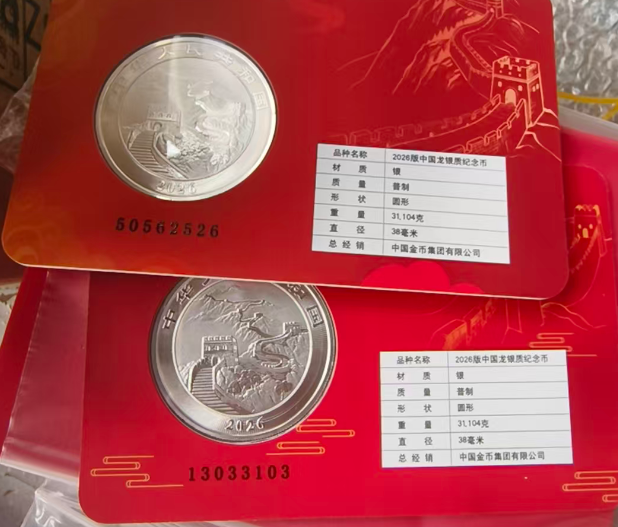 中华人民共和国
2026
50562526
品种名称 2026版中国龙银质纪念币
材 质 银
质 量 普制
形 状 圆形
重 量 31.104克
直 径 38毫米
总 经 销 中国金币集团有限公司
中华
国
2026
13033103
品种名称 2026版中国龙银质纪念币
材 质 银
质 量 普制
形 状 圆形
重 量 31.104克
直 径 38毫米
总 经 销 中国金币集团有限公司